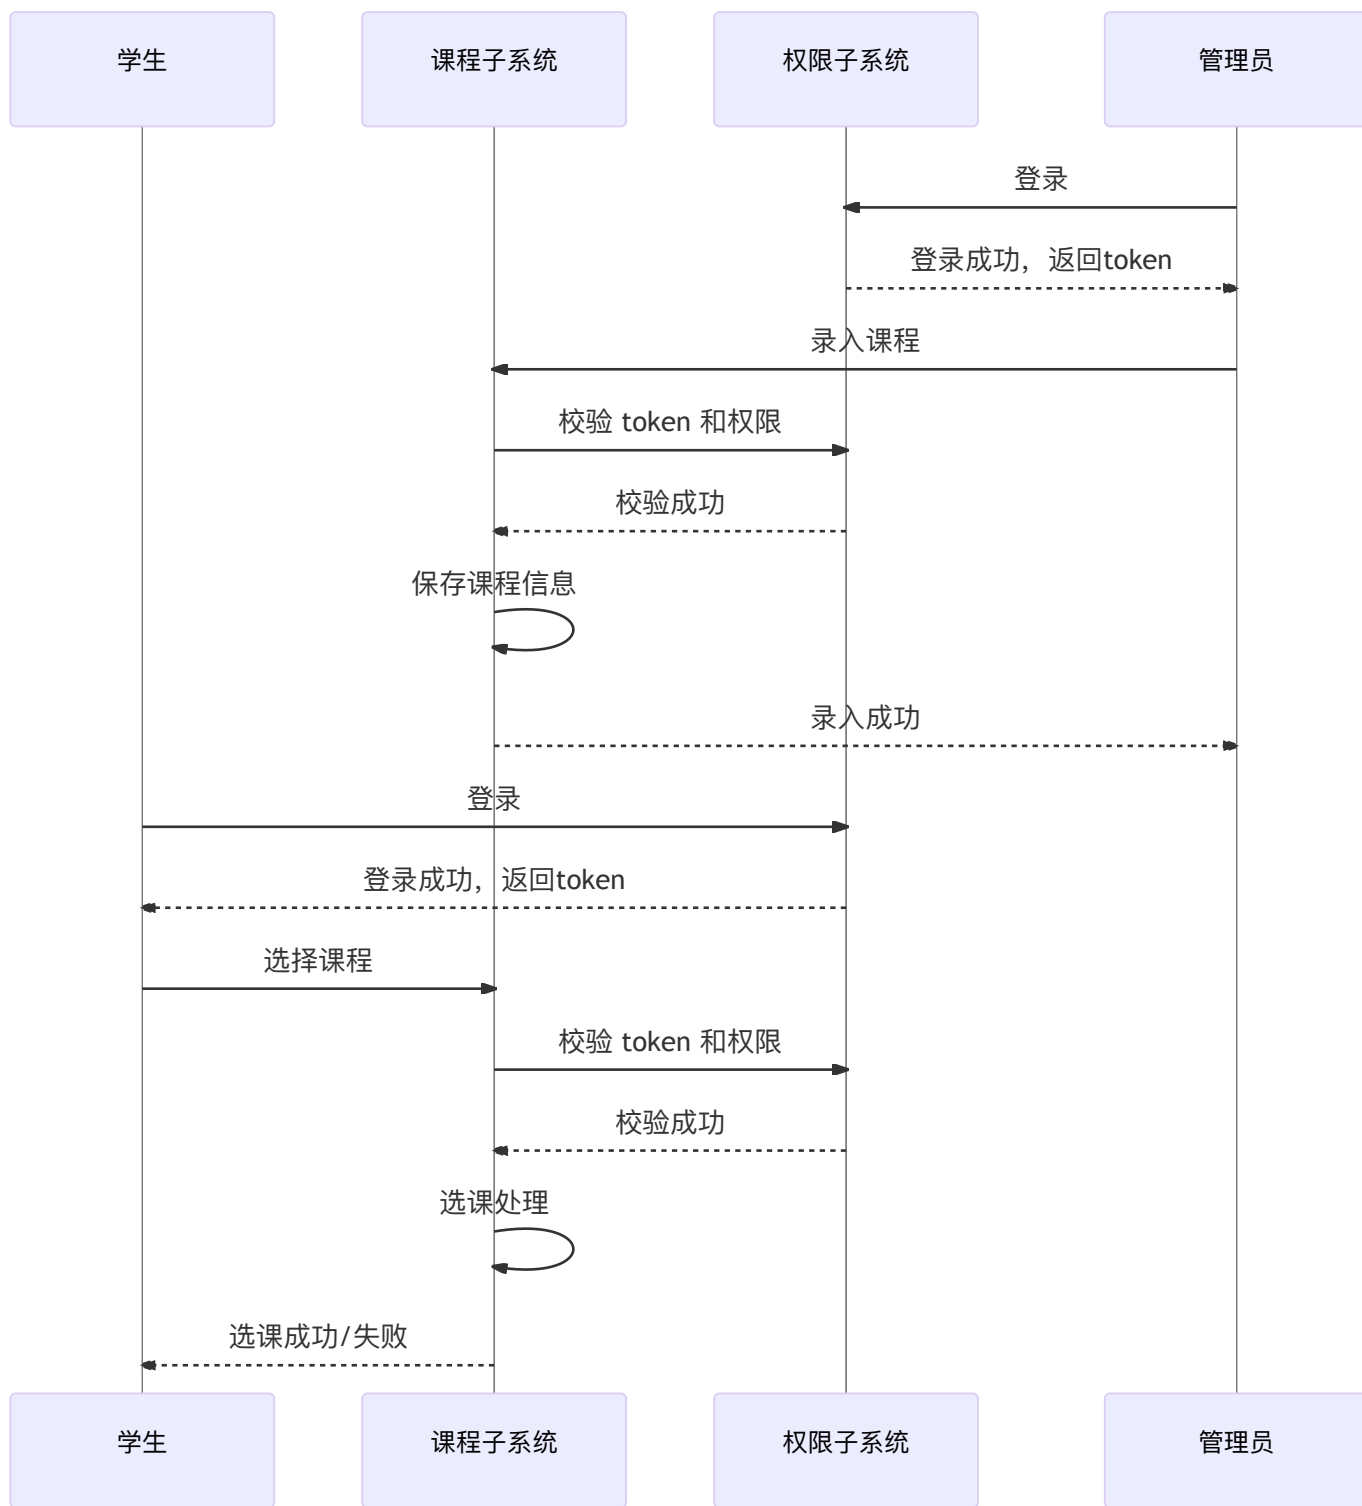 学生
课程子系统
权限子系统
管理员
登录
登录成功，返回token
录入课程
校验 token 和权限
校验成功
保存课程信息
录入成功
登录
登录成功，返回token
选择课程
校验 token 和权限
校验成功
选课处理
选课成功/失败
学生
课程子系统
权限子系统
管理员